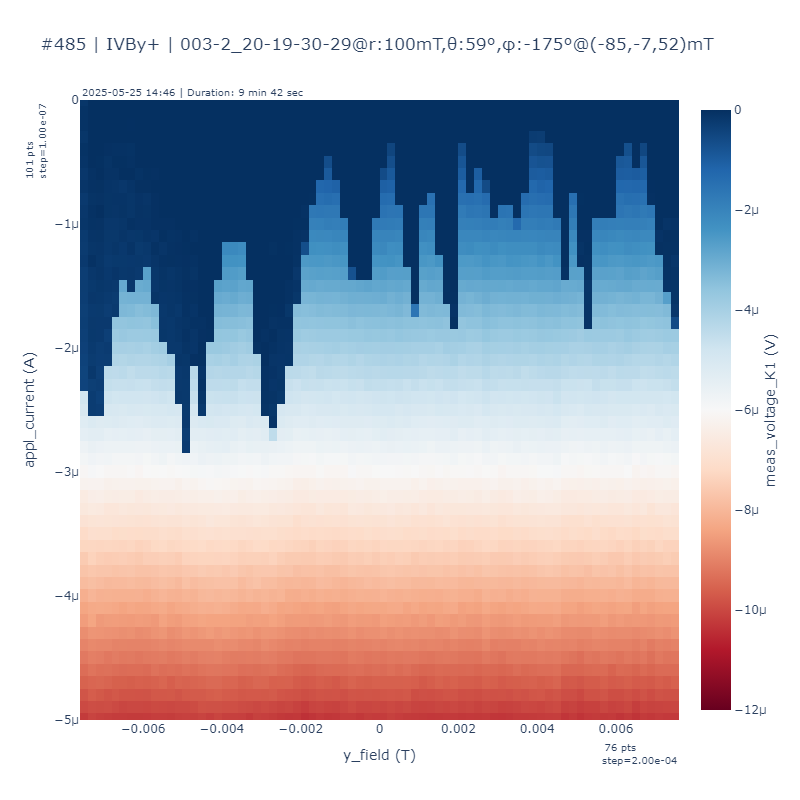 #485 | IVBy+ | 003-2_20-19-30-29@r:100mT,θ:59°,φ:-175°@(-85,-7,52)mT
2025-05-25 14:46 | Duration: 9 min 42 sec
101 pts
step=1.00e-07
appl_current (A)
0
−1μ
−2μ
−3μ
−4μ
−5μ
−0.006
−0.004
−0.002
0
0.002
0.004
0.006
y_field (T)
76 pts
step=2.00e-04
0
−2μ
−4μ
−6μ
−8μ
−10μ
−12μ
meas_voltage_K1 (V)